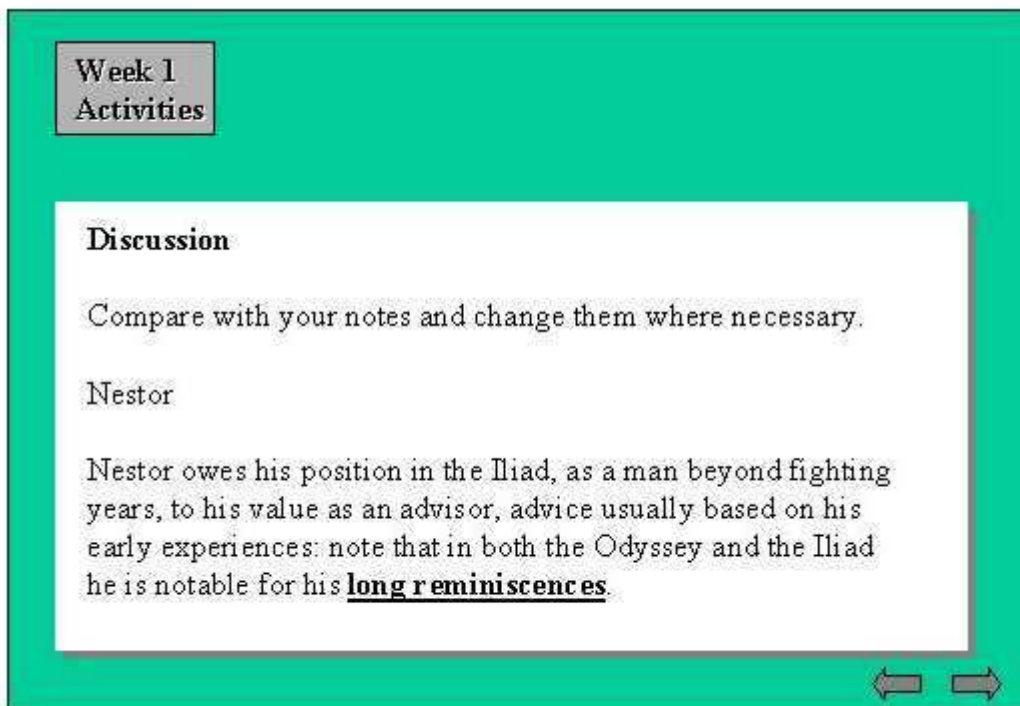 Week 1
Activities
Discussion
Compare with your notes and change them where necessary.
Nestor
Nestor owes his position in the Iliad, as a man beyond fighting
years, to his value as an advisor, advice usually based on his
early experiences: note that in both the Odyssey and the Iliad
he is notable for his long reminiscences.